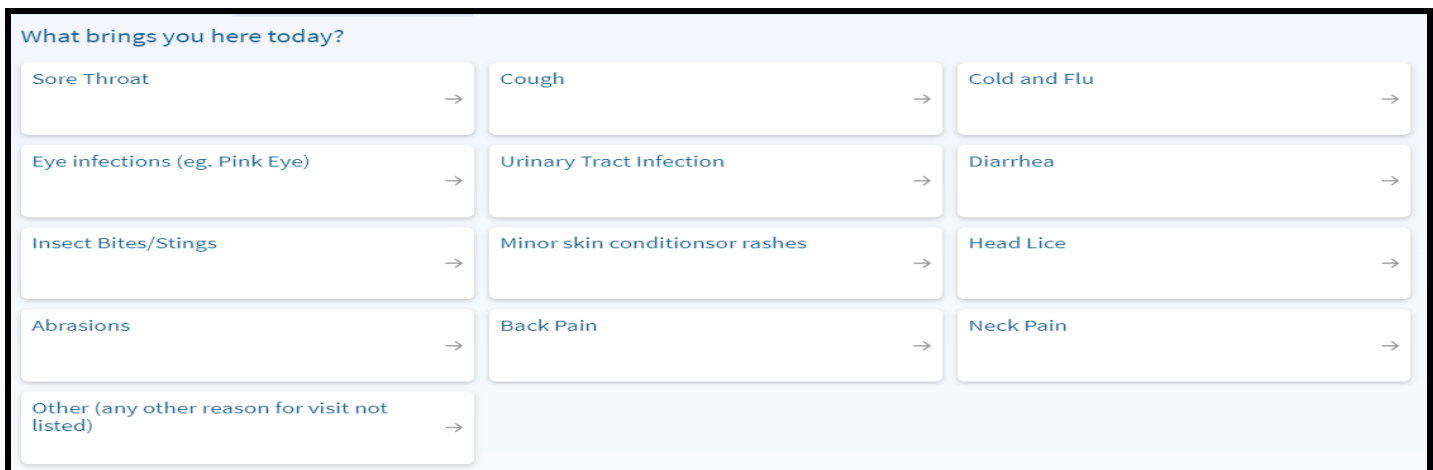 What brings you here today?
Sore Throat
Cough
Cold and Flu
Eye infections (eg. Pink Eye)
Urinary Tract Infection
Diarrhea
Insect Bites/Stings
Minor skin conditionsor rashes
Head Lice
Abrasions
Back Pain
Neck Pain
Other (any other reason for visit not
listed)